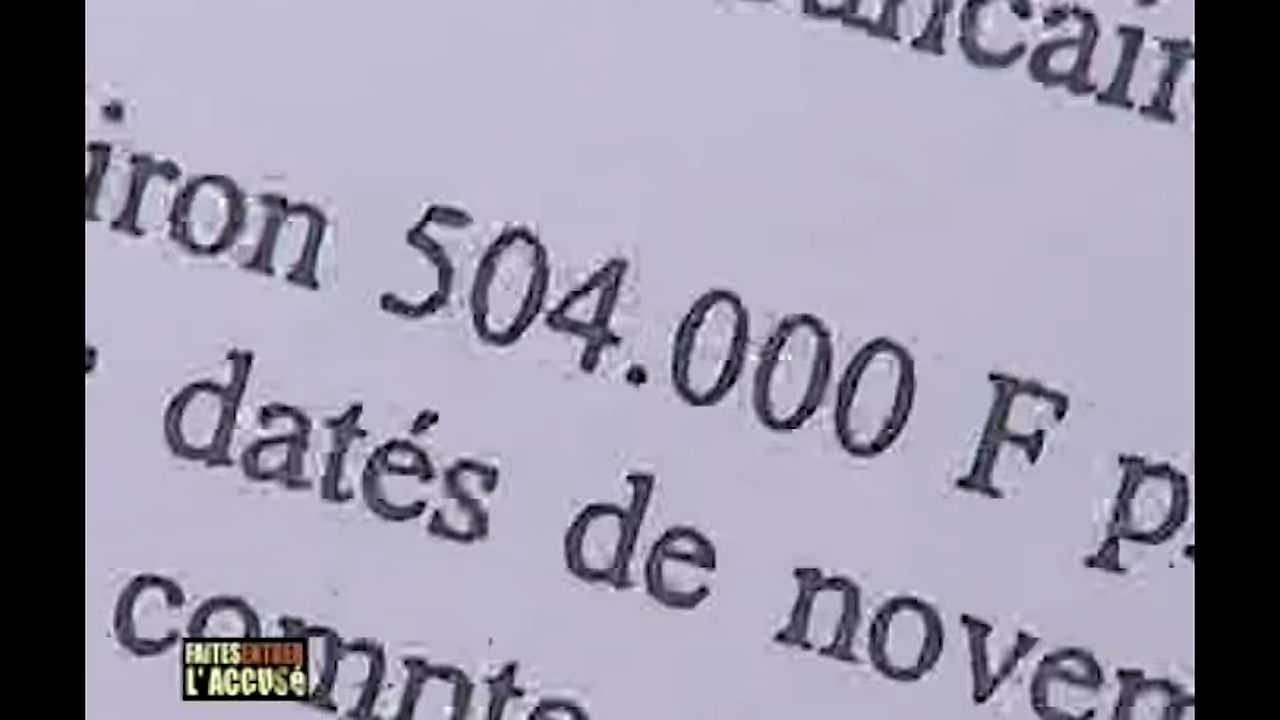 iron 504.000 F p
datés de novem
compte
FAITES ENTRER
L'ACCUSé